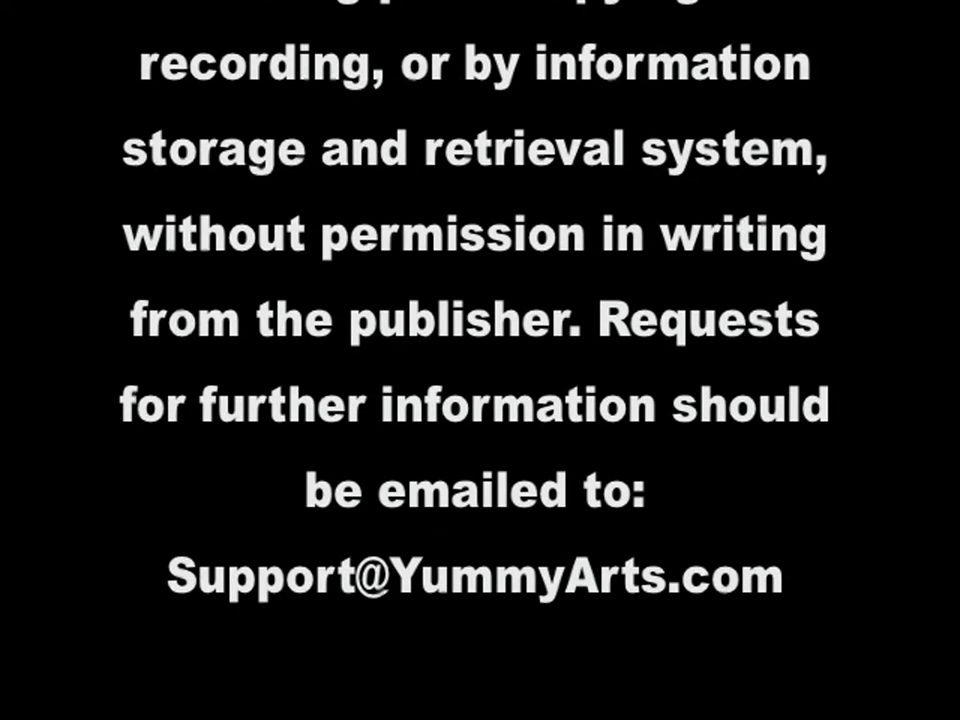 recording, or by information
storage and retrieval system,
without permission in writing
from the publisher. Requests
for further information should
be emailed to:
Support@YummyArts.com